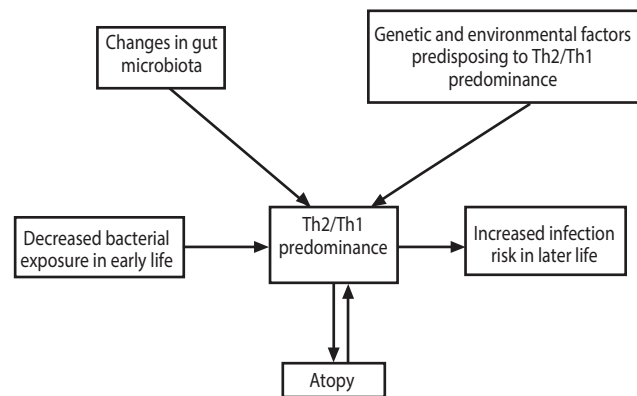 Changes in gut
microbiota
Genetic and environmental factors
predisposing to Th2/Th1
predominance
Decreased bacterial
exposure in early life
Th2/Th1
predominance
Increased infection
risk in later life
Atopy